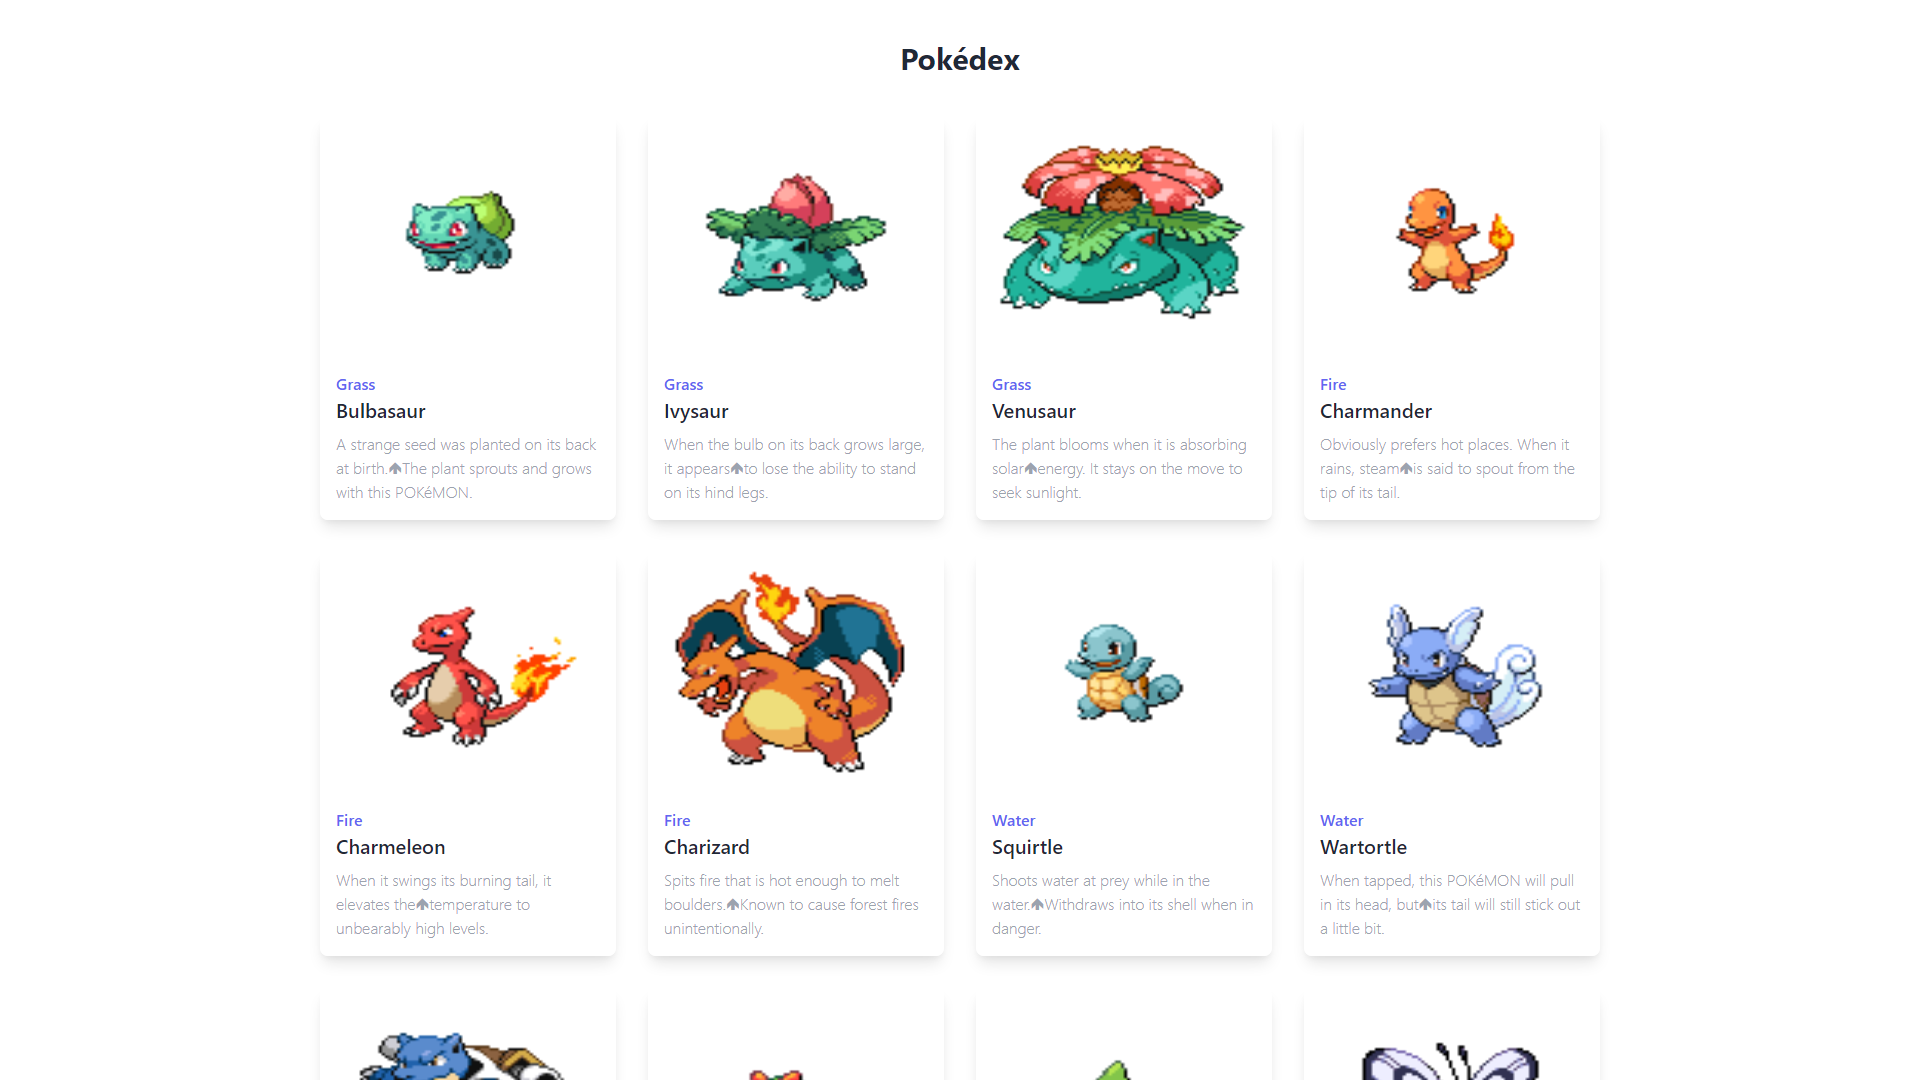 Pokédex
Grass
Bulbasaur
A strange seed was planted on its back
at birth.🡅The plant sprouts and grows
with this POKéMON.
Grass
Ivysaur
When the bulb on its back grows large,
it appears🡅to lose the ability to stand
on its hind legs.
Grass
Venusaur
The plant blooms when it is absorbing
solar🡅energy. It stays on the move to
seek sunlight.
Fire
Charmander
Obviously prefers hot places. When it
rains, steam🡅is said to spout from the
tip of its tail.
Fire
Charmeleon
When it swings its burning tail, it
elevates the🡅temperature to
unbearably high levels.
Fire
Charizard
Spits fire that is hot enough to melt
boulders.🡅Known to cause forest fires
unintentionally.
Water
Squirtle
Shoots water at prey while in the
water.🡅Withdraws into its shell when in
danger.
Water
Wartortle
When tapped, this POKéMON will pull
in its head, but🡅its tail will still stick out
a little bit.